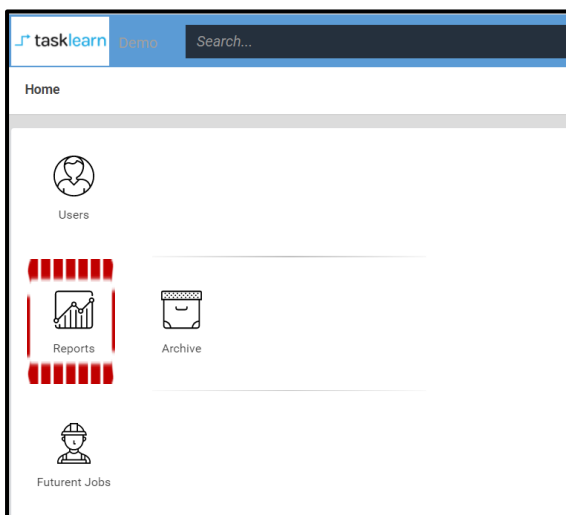 tasklearn Demo Search...
Home
Users
Reports Archive
Futurent Jobs